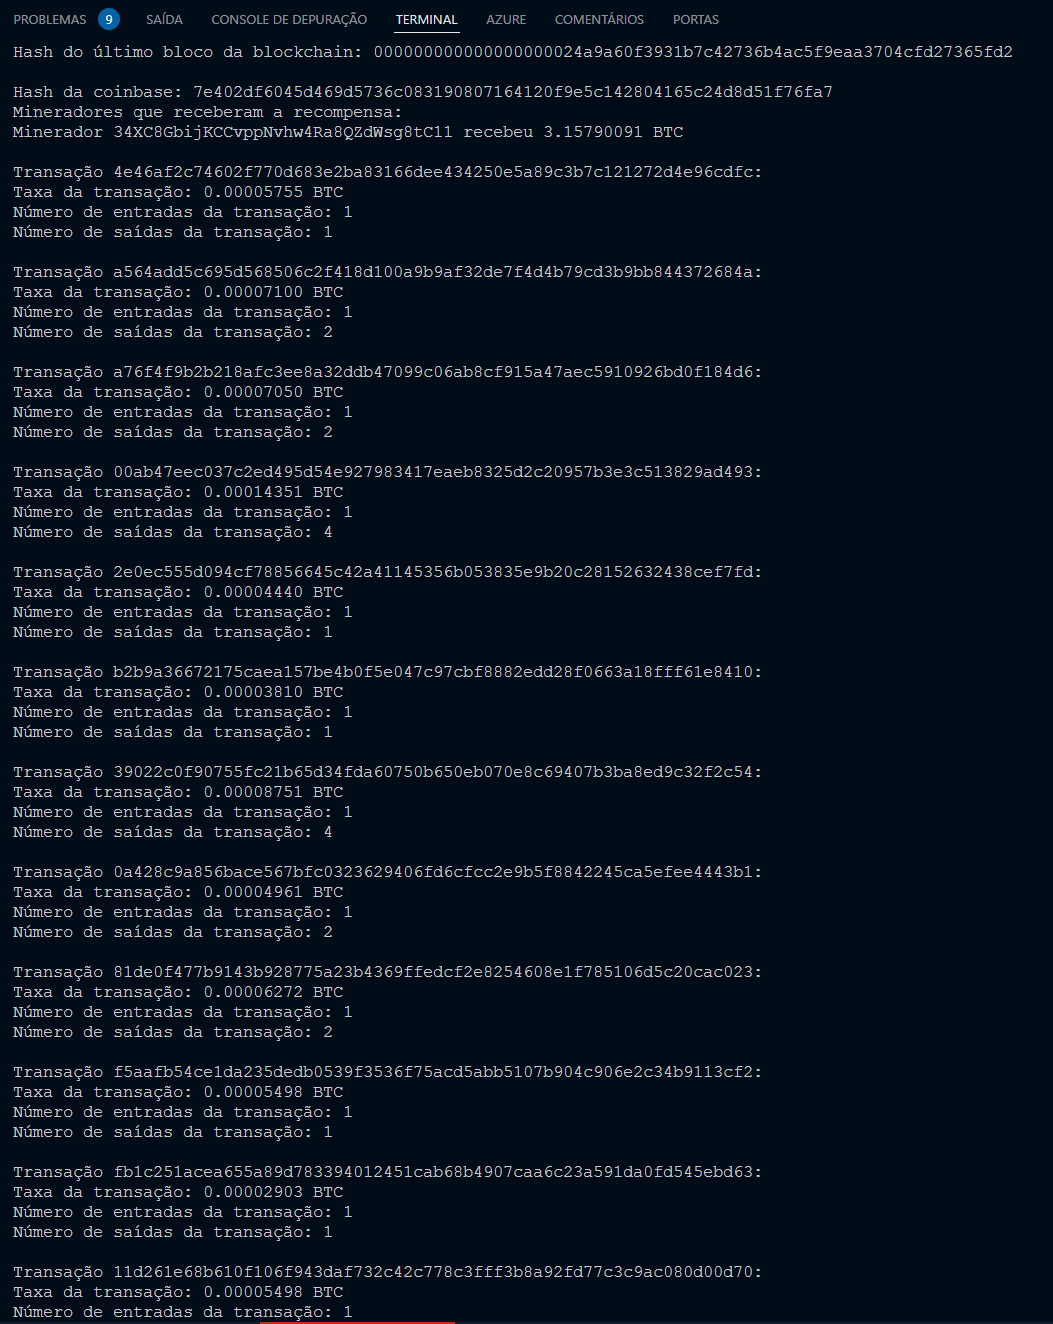 PROBLEMAS 9 SAÍDA CONSOLE DE DEPURAÇÃO TERMINAL AZURE COMENTÁRIOS PORTAS
Hash do último bloco da blockchain: 000000000000000000024a9a60f3931b7c42736b4ac5f9eaa3704cfd27365fd2
Hash da coinbase: 7e402df6045d469d5736c083190807164120f9e5c142804165c24d8d51f76fa7
Mineradores que receberam a recompensa:
Minerador 34XC8GbijKCCvppNvhw4Ra8QZdWsg8tC11 recebeu 3.15790091 BTC
Transação 4e46af2c74602f770d683e2ba83166dee434250e5a89c3b7c121272d4e96cdfc:
Taxa da transação: 0.00005755 BTC
Número de entradas da transação: 1
Número de saídas da transação: 1
Transação a564add5c695d568506c2f418d100a9b9af32de7f4d4b79cd3b9bb844372684a:
Taxa da transação: 0.00007100 BTC
Número de entradas da transação: 1
Número de saídas da transação: 2
Transação a76f4f9b2b218afc3ee8a32ddb47099c06ab8cf915a47aec5910926bd0f184d6:
Taxa da transação: 0.00007050 BTC
Número de entradas da transação: 1
Número de saídas da transação: 2
Transação 00ab47eec037c2ed495d54e927983417eaeb8325d2c20957b3e3c513829ad493:
Taxa da transação: 0.00014351 BTC
Número de entradas da transação: 1
Número de saídas da transação: 4
Transação 2e0ec555d094cf78856645c42a41145356b053835e9b20c28152632438cef7fd:
Taxa da transação: 0.00004440 BTC
Número de entradas da transação: 1
Número de saídas da transação: 1
Transação b2b9a36672175caea157be4b0f5e047c97cbf8882edd28f0663a18fff61e8410:
Taxa da transação: 0.00003810 BTC
Número de entradas da transação: 1
Número de saídas da transação: 1
Transação 39022c0f90755fc21b65d34fda60750b650eb070e8c69407b3ba8ed9c32f2c54:
Taxa da transação: 0.00008751 BTC
Número de entradas da transação: 1
Número de saídas da transação: 4
Transação 0a428c9a856bace567bfc0323629406fd6cfcc2e9b5f8842245ca5efee4443b1:
Taxa da transação: 0.00004961 BTC
Número de entradas da transação: 1
Número de saídas da transação: 2
Transação 81de0f477b9143b928775a23b4369ffedcf2e8254608e1f785106d5c20cac023:
Taxa da transação: 0.00006272 BTC
Número de entradas da transação: 1
Número de saídas da transação: 2
Transação f5aafb54ce1da235dedb0539f3536f75acd5abb5107b904c906e2c34b9113cf2:
Taxa da transação: 0.00005498 BTC
Número de entradas da transação: 1
Número de saídas da transação: 1
Transação fb1c251acea655a89d783394012451cab68b4907caa6c23a591da0fd545ebd63:
Taxa da transação: 0.00002903 BTC
Número de entradas da transação: 1
Número de saídas da transação: 1
Transação 11d261e68b610f106f943daf732c42c778c3fff3b8a92fd77c3c9ac080d00d70:
Taxa da transação: 0.00005498 BTC
Número de entradas da transação: 1